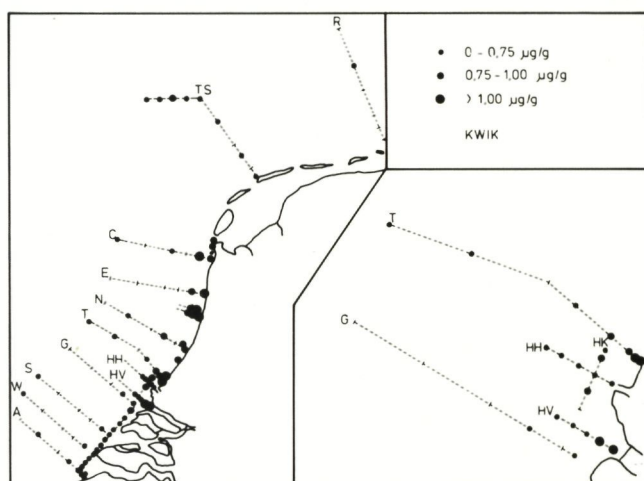 R
0 - 0,75 µg/g
0,75 - 1,00 µg/g
> 1,00 µg/g
KWIK
TS
C
E
N
T
G
HH
HV
S
W
A
T
G
HH
HK
HV